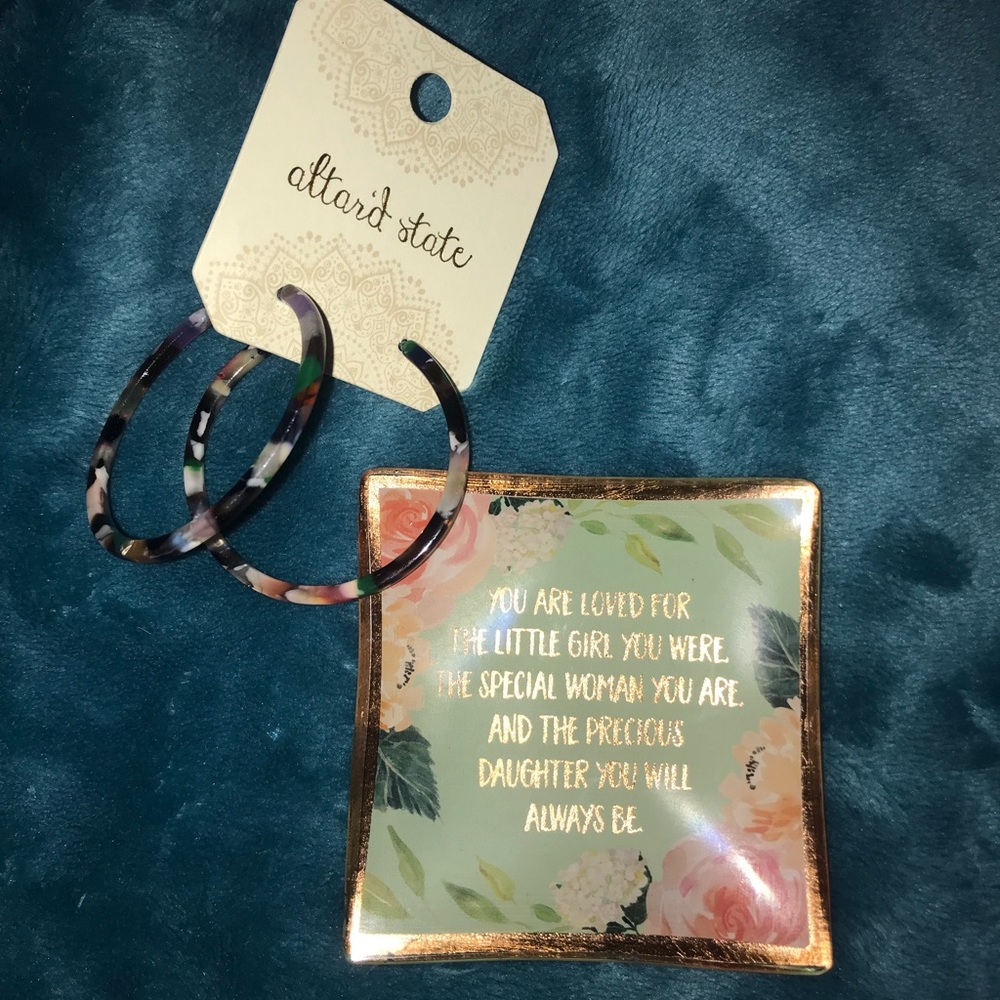 altar'd state
YOU ARE LOVED FOR
THE LITTLE GIRL YOU WERE,
THE SPECIAL WOMAN YOU ARE,
AND THE PRECIOUS
DAUGHTER YOU WILL
ALWAYS BE.